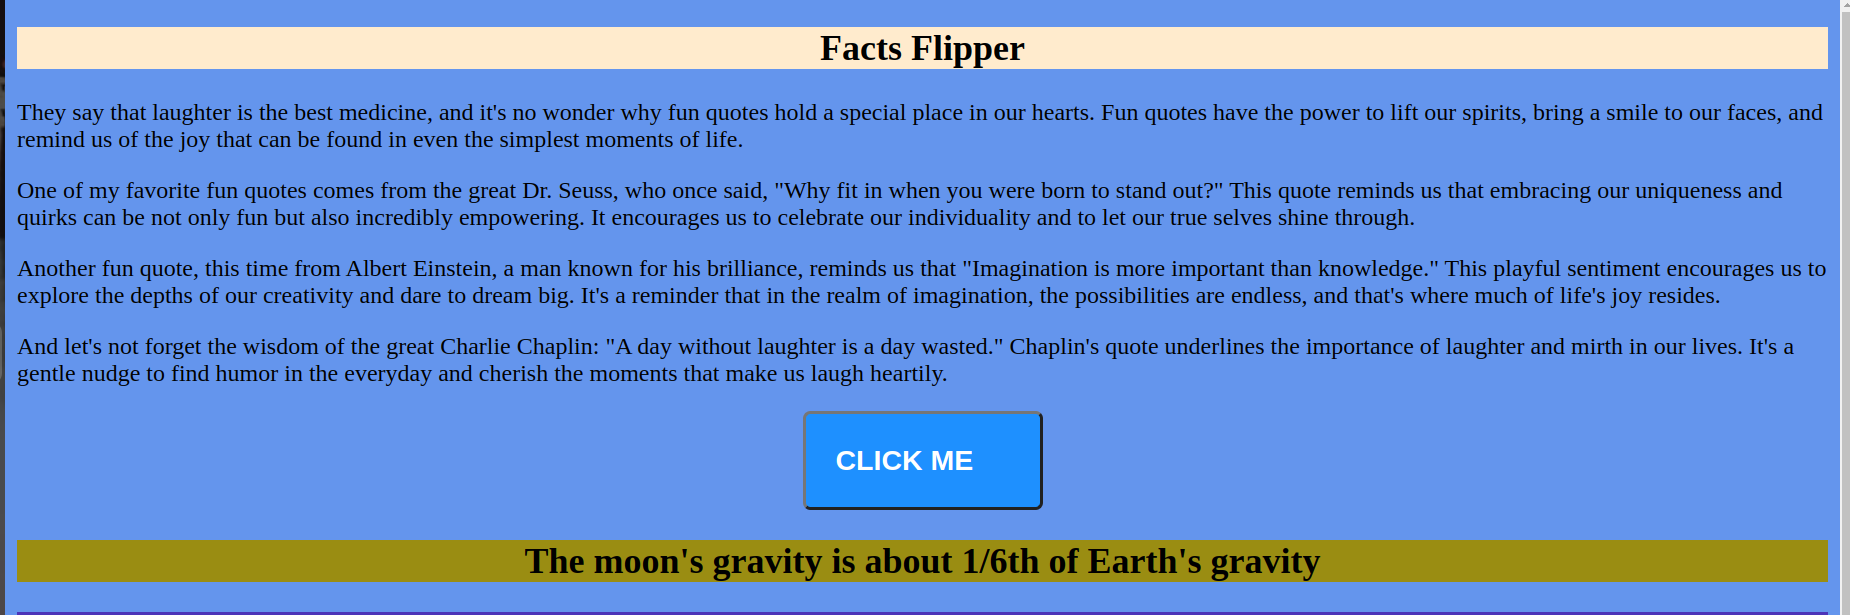 Facts Flipper
They say that laughter is the best medicine, and it's no wonder why fun quotes hold a special place in our hearts. Fun quotes have the power to lift our spirits, bring a smile to our faces, and
remind us of the joy that can be found in even the simplest moments of life.
One of my favorite fun quotes comes from the great Dr. Seuss, who once said, "Why fit in when you were born to stand out?" This quote reminds us that embracing our uniqueness and
quirks can be not only fun but also incredibly empowering. It encourages us to celebrate our individuality and to let our true selves shine through.
Another fun quote, this time from Albert Einstein, a man known for his brilliance, reminds us that "Imagination is more important than knowledge." This playful sentiment encourages us to
explore the depths of our creativity and dare to dream big. It's a reminder that in the realm of imagination, the possibilities are endless, and that's where much of life's joy resides.
And let's not forget the wisdom of the great Charlie Chaplin: "A day without laughter is a day wasted." Chaplin's quote underlines the importance of laughter and mirth in our lives. It's a
gentle nudge to find humor in the everyday and cherish the moments that make us laugh heartily.
CLICK ME
The moon's gravity is about 1/6th of Earth's gravity